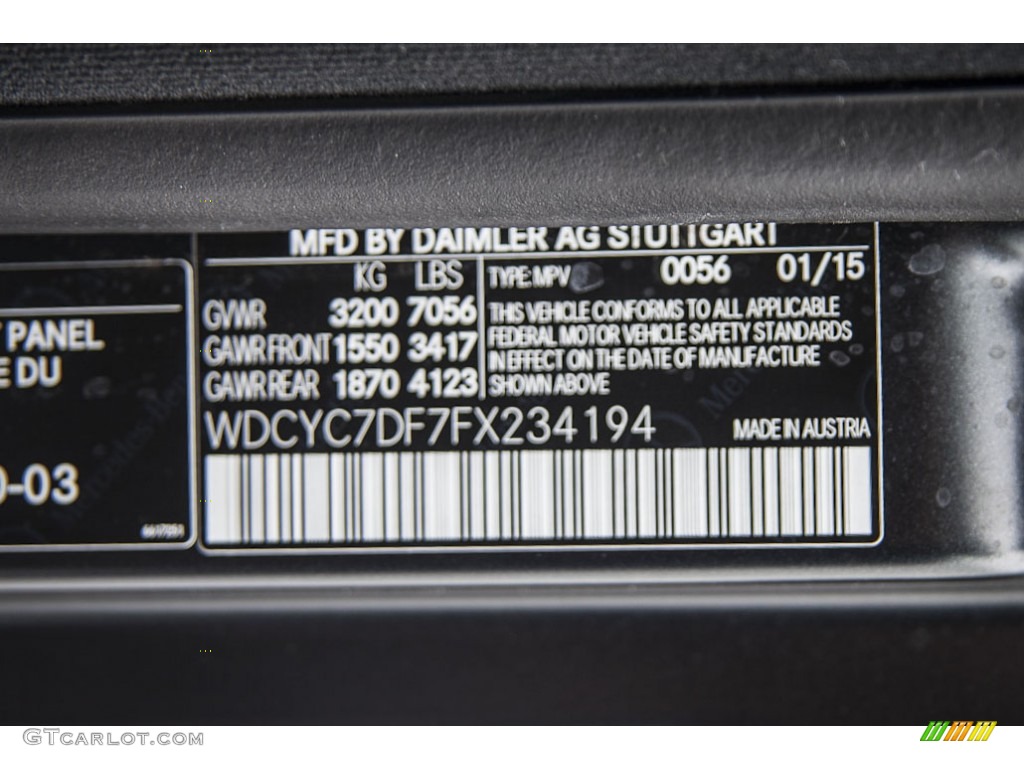 MFD BY DAIMLER AG STUTTGART
KG LBS
GVWR 3200 7056
GAWR FRONT 1550 3417
GAWR REAR 1870 4123
TYPE: MPV 0056 01/15
THIS VEHICLE CONFORMS TO ALL APPLICABLE
FEDERAL MOTOR VEHICLE SAFETY STANDARDS
IN EFFECT ON THE DATE OF MANUFACTURE
SHOWN ABOVE
WDCYC7DF7FX234194
MADE IN AUSTRIA
PANEL
DU
-03
GTCARLOT.COM